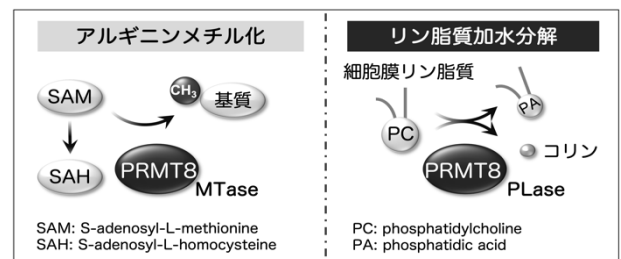 アルギニンメチル化
SAM
CH₃
基質
SAH
PRMT8
MTase
SAM: S-adenosyl-L-methionine
SAH: S-adenosyl-L-homocysteine
リン脂質加水分解
細胞膜リン脂質
PC
PA
コリン
PRMT8
PLase
PC: phosphatidylcholine
PA: phosphatidic acid